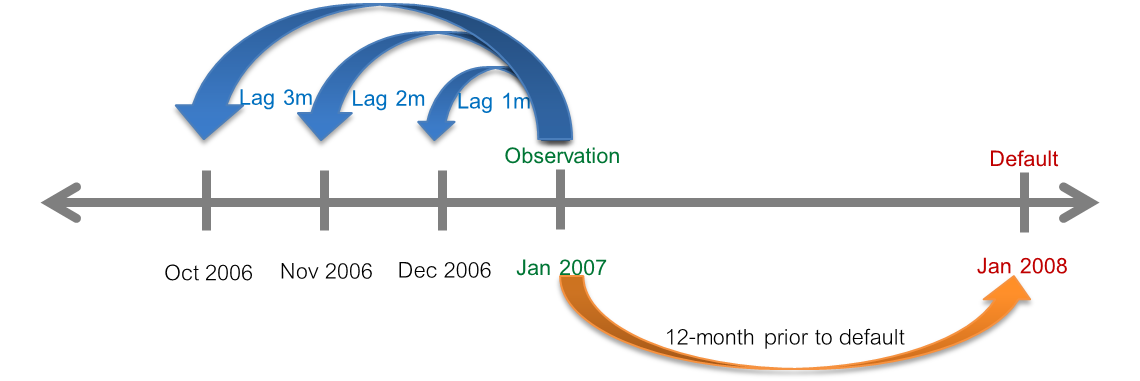 Lag 3m
Lag 2m
Lag 1m
Observation
Default
Oct 2006
Nov 2006
Dec 2006
Jan 2007
Jan 2008
12-month prior to default